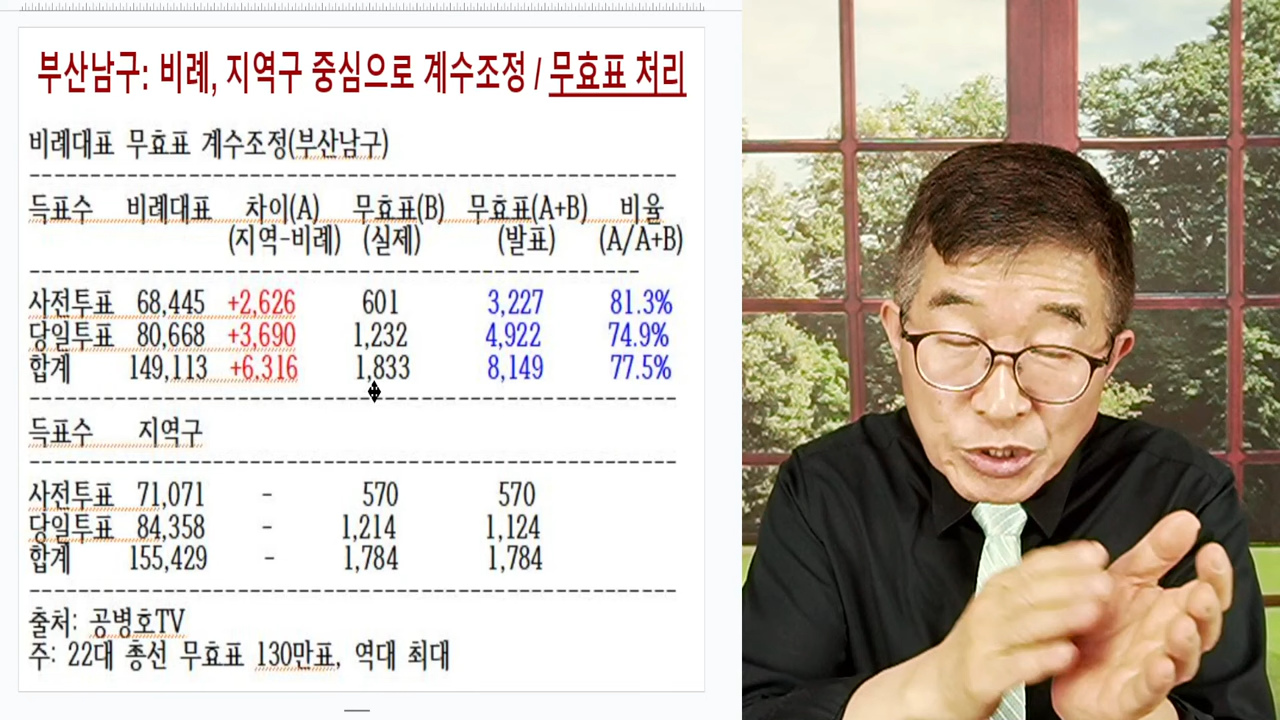 부산남구: 비례, 지역구 중심으로 계수조정 / 무효표 처리
비례대표 무효표 계수조정(부산남구)
득표수 비례대표 차이(A) 무효표(B) 무효표(A+B) 비율
(지역-비례) (실제) (발표) (A/A+B)
사전투표 68,445 +2,626 601 3,227 81.3%
당일투표 80,668 +3,690 1,232 4,922 74.9%
합계 149,113 +6.316 1,833 8,149 77.5%
득표수 지역구
사전투표 71,071 - 570 570
당일투표 84,358 - 1,214 1,124
합계 155,429 - 1,784 1,784
출처: 공병호TV
주: 22대 총선 무효표 130만표, 역대 최대